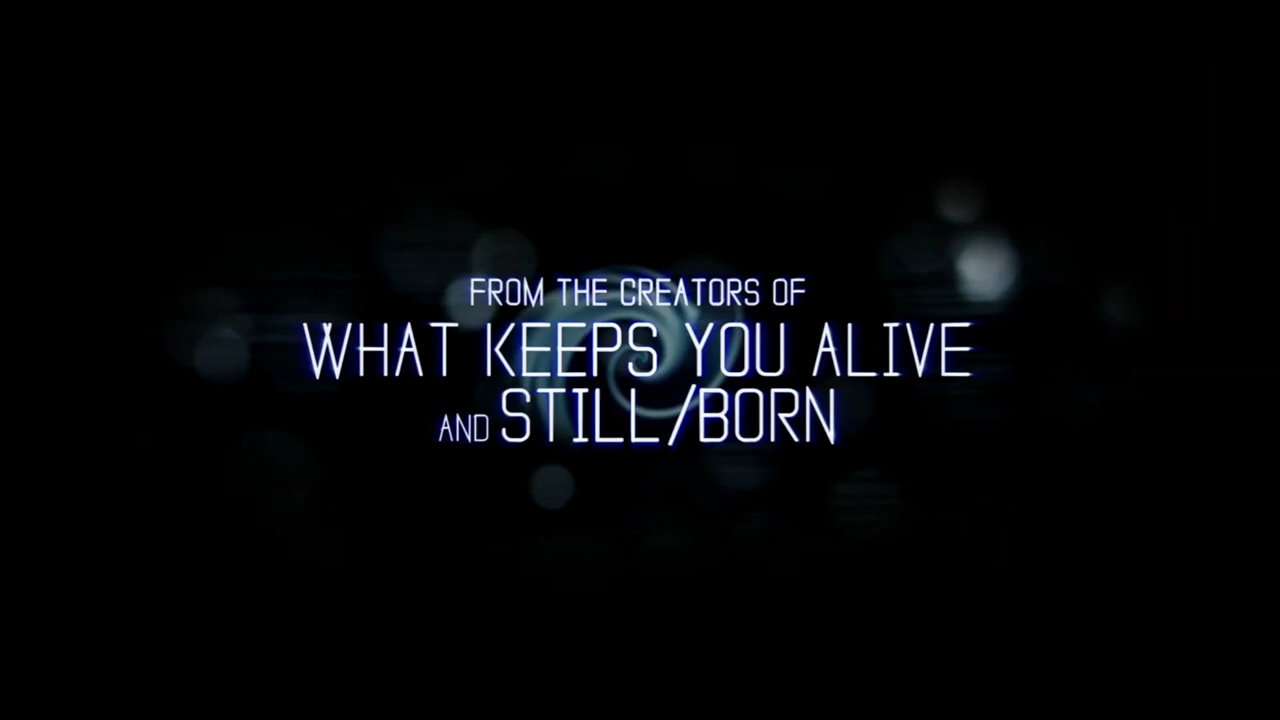 FROM THE CREATORS OF
WHAT KEEPS YOU ALIVE
AND STILL/BORN